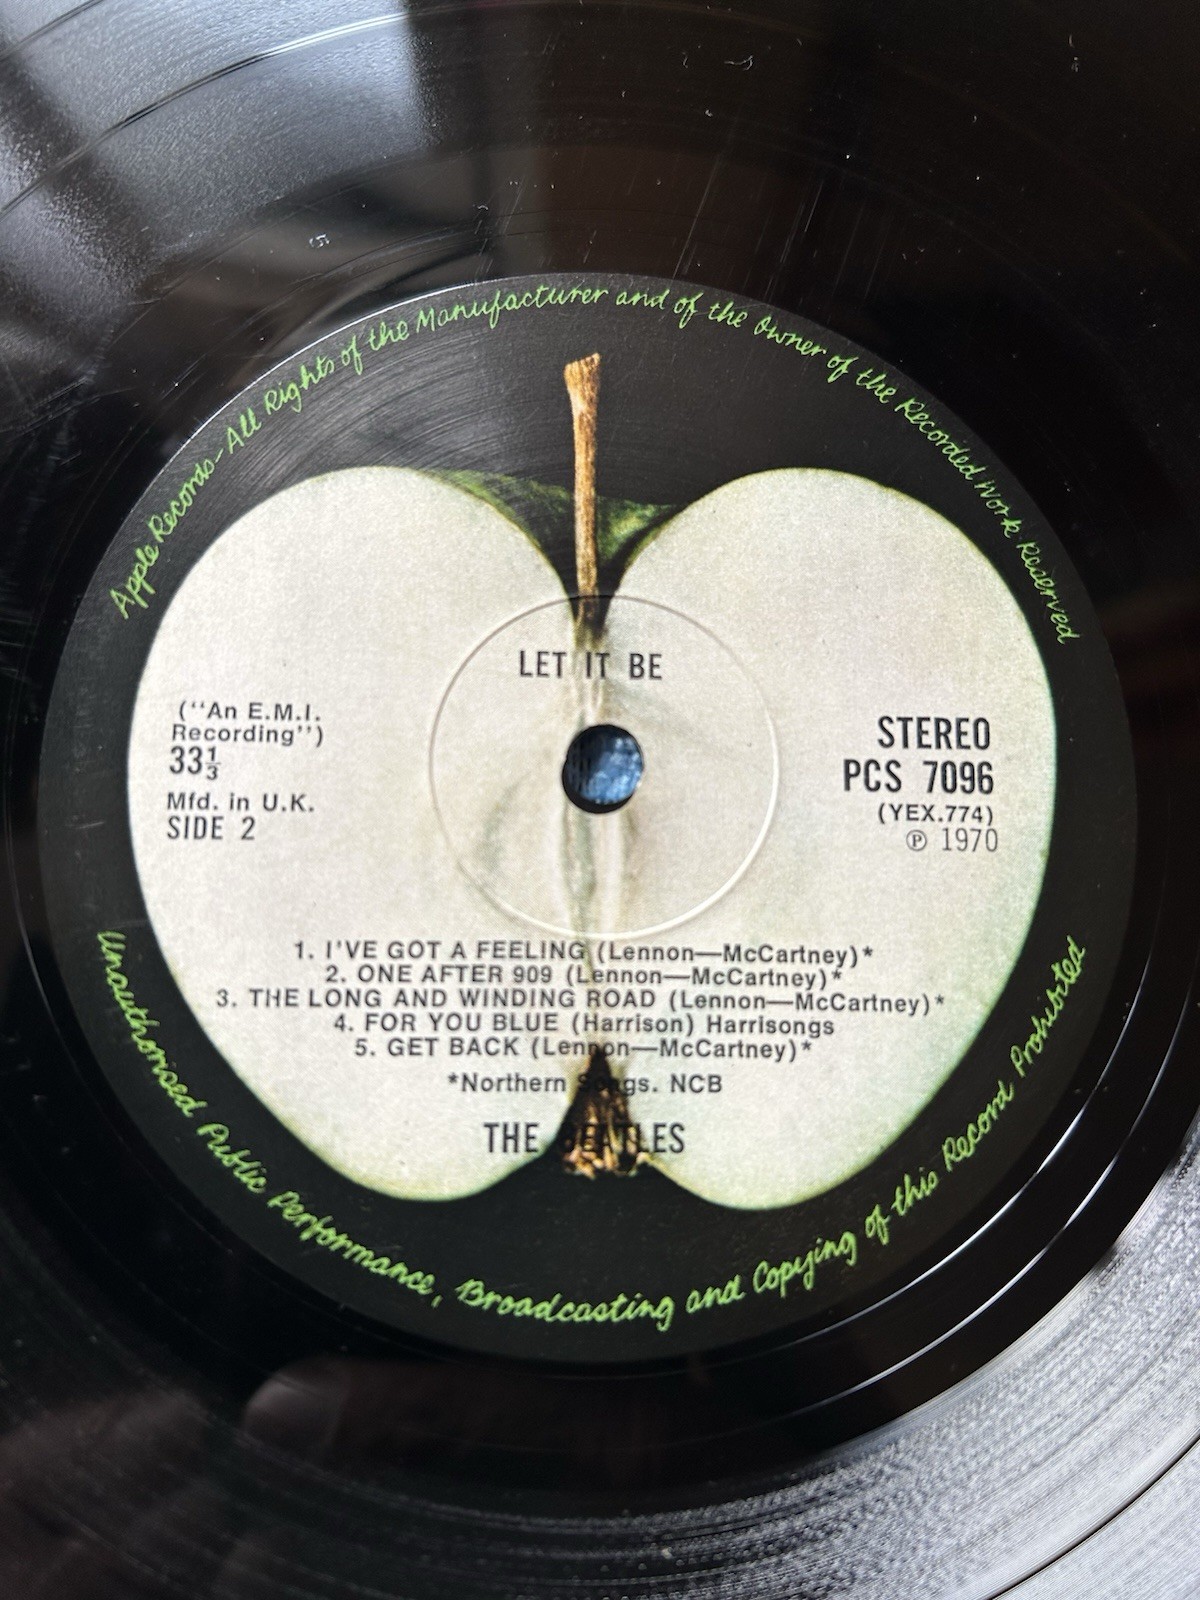 Apple Records-All Rights of the Manufacturer and of the Owner of the Recorded Work Reserved
LET IT BE
(“An E.M.I.
Recording”)
33⅓
Mfd. in U.K.
SIDE 2
STEREO
PCS 7096
(YEX.774)
℗ 1970
1. I'VE GOT A FEELING (Lennon—McCartney)*
2. ONE AFTER 909 (Lennon—McCartney)*
3. THE LONG AND WINDING ROAD (Lennon—McCartney)*
4. FOR YOU BLUE (Harrison) Harrisongs
5. GET BACK (Lennon—McCartney)*
*Northern Songs. NCB
THE BEATLES
Unauthorised Public Performance, Broadcasting and Copying of this Record Prohibited